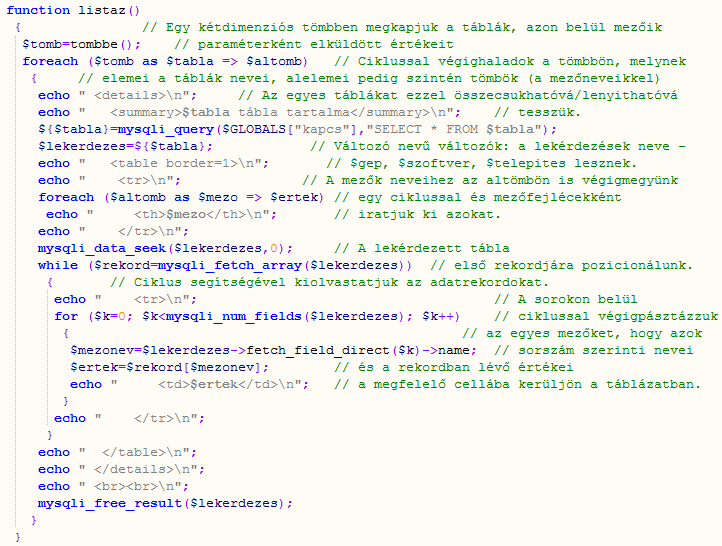 function listaz()
 {               // Egy kétdimenziós tömbben megkapjuk a táblák, azon belül mezőik
  $tomb=tombbe();    // paraméterként elküldött értékeit
  foreach ($tomb as $tabla => $altomb)   // Ciklussal végighaladok a tömbbön, melynek
   {     // elemei a táblák nevei, alelemei pedig szintén tömbök (a mezőneveikkel)
    echo " <details>\n";     // Az egyes táblákat ezzel összecsukhatóvá/lenyithatóvá
    echo "   <summary>$tabla tábla tartalma</summary>\n";    // tesszük.
    ${$tabla}=mysqli_query($GLOBALS["kapcs"],"SELECT * FROM $tabla");
    $lekerdezes=${$tabla};            // Változó nevű változók: a lekérdezések neve -
    echo "   <table border=1>\n";       // $gep, $szoftver, $telepites lesznek.
    echo "    <tr>\n";               // A mezők neveihez az altömbön is végigmegyünk
    foreach ($altomb as $mezo => $ertek) // egy ciklussal és mezőfejlécekként
     echo "     <th>$mezo</th>\n";       // iratjuk ki azokat.
    echo "    </tr>\n";
    mysqli_data_seek($lekerdezes,0);     // A lekérdezett tábla
    while ($rekord=mysqli_fetch_array($lekerdezes))  // első rekordjára pozicionálunk.
     {       // Ciklus segítségével kiolvastatjuk az adatrekordokat.
      echo "    <tr>\n";                                     // A sorokon belül
      for ($k=0; $k<mysqli_num_fields($lekerdezes); $k++)    // ciklussal végigpásztázzuk
       {                                                 // az egyes mezőket, hogy azok
        $mezonev=$lekerdezes->fetch_field_direct($k)->name;  // sorszám szerinti nevei
        $ertek=$rekord[$mezonev];        // és a rekordban lévő értékei
        echo "     <td>$ertek</td>\n";   // a megfelelő cellába kerüljön a táblázatban.
       }
      echo "    </tr>\n";
     }
    echo "  </table>\n";
    echo " </details>\n";
    echo " <br><br>\n";
    mysqli_free_result($lekerdezes);
   }
 }